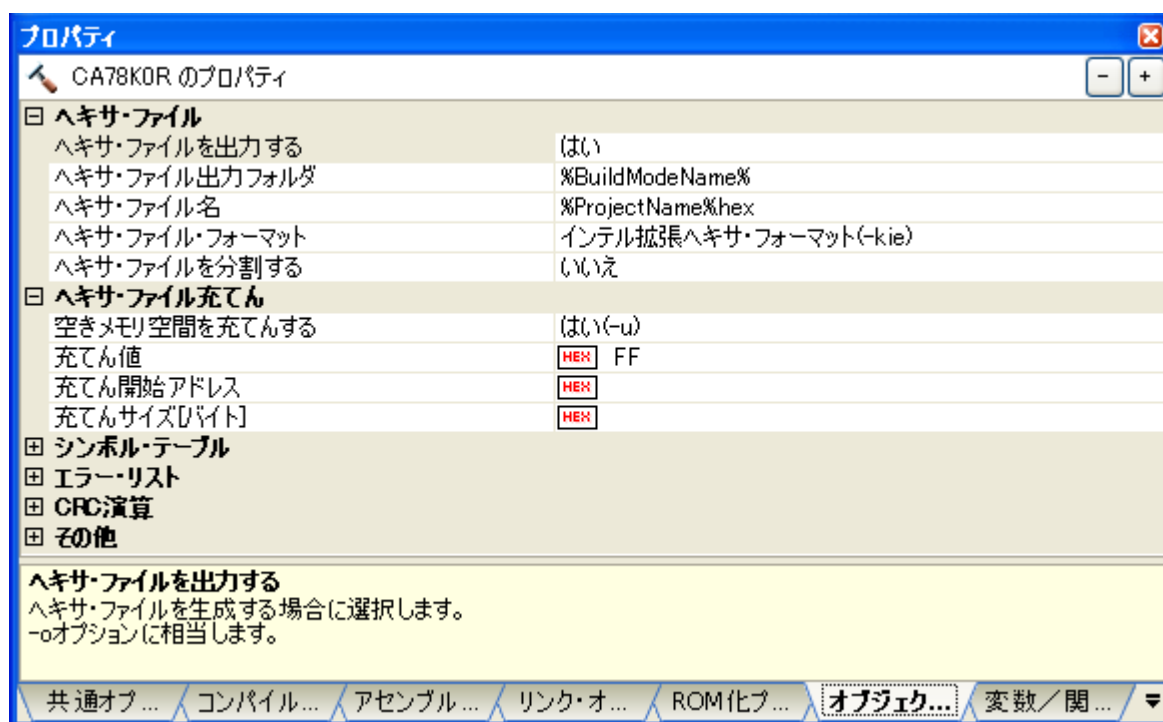 プロパティ
CA78K0R のプロパティ
- +
ヘキサ・ファイル
ヘキサ・ファイルを出力する はい
ヘキサ・ファイル出力フォルダ %BuildModeName%
ヘキサ・ファイル名 %ProjectName%.hex
ヘキサ・ファイル・フォーマット インテル拡張ヘキサ・フォーマット(-kie)
ヘキサ・ファイルを分割する いいえ
ヘキサ・ファイル充てん
空きメモリ空間を充てんする はい(-u)
充てん値 HEX FF
充てん開始アドレス HEX
充てんサイズ[バイト] HEX
シンボル・テーブル
エラー・リスト
CRC演算
その他
ヘキサ・ファイルを出力する
ヘキサ・ファイルを生成する場合に選択します。
-oオプションに相当します。
共通オプ... コンパイル... アセンブル... リンク・オ... ROM化プ... オブジェク... 変数／関...